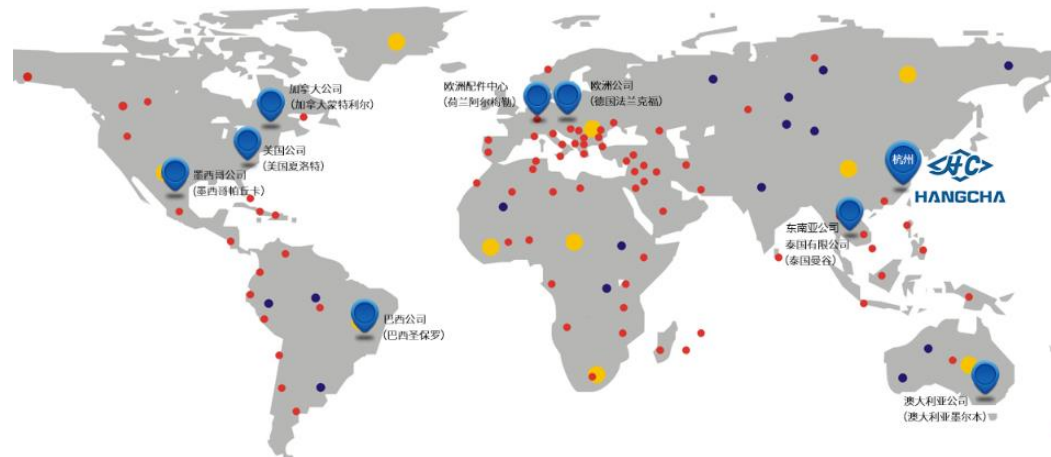 加拿大公司
(加拿大蒙特利尔)
欧洲配件中心
(荷兰阿尔梅勒)
欧洲公司
(德国法兰克福)
美国公司
(美国夏洛特)
墨西哥公司
(墨西哥帕丘卡)
杭州
HC
HANGCHA
东南亚公司
泰国有限公司
(泰国曼谷)
巴西公司
(巴西圣保罗)
澳大利亚公司
(澳大利亚墨尔本)